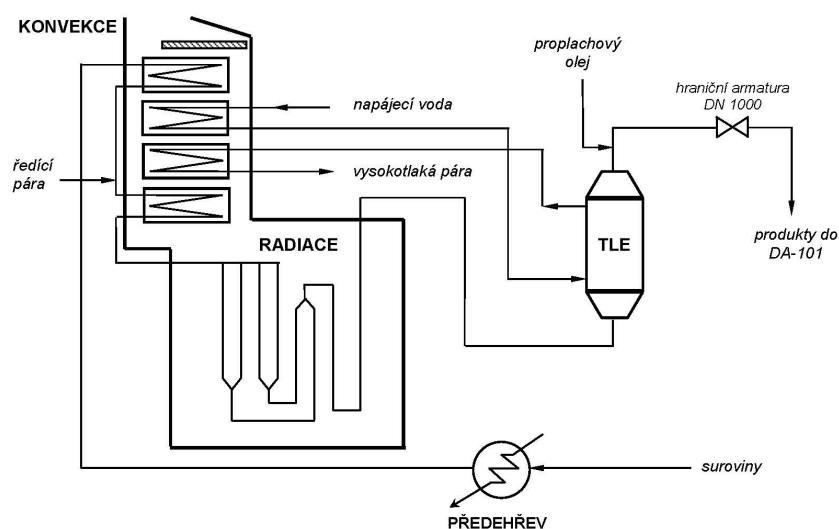 KONVEKCE
proplachový
olej
hraniční armatura
DN 1000
napájecí voda
ředící
pára
vysokotlaká pára
RADIACE
TLE
produkty do
DA-101
suroviny
PŘEDEHŘEV